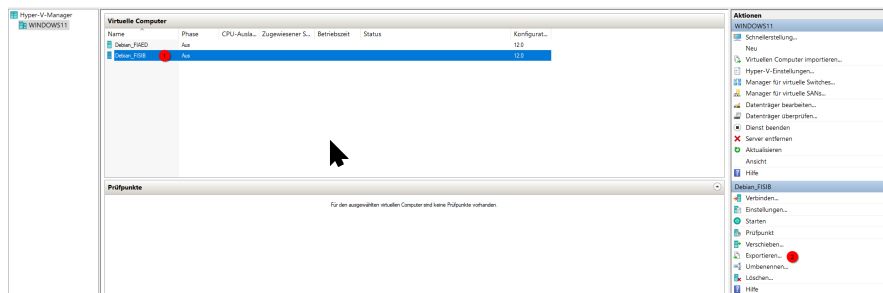 Hyper-V-Manager
WINDOWS11
Virtuelle Computer
Name Phase CPU-Ausla... Zugewiesener S... Betriebszeit Status Konfigurat...
Debian_FIAED Aus 12.0
Debian_FISIB Aus 12.0
Prüfpunkte
Für den ausgewählten virtuellen Computer sind keine Prüfpunkte vorhanden.
Aktionen
WINDOWS11
Schnellerstellung...
Neu
Virtuellen Computer importieren...
Hyper-V-Einstellungen...
Manager für virtuelle Switches...
Manager für virtuelle SANs...
Datenträger bearbeiten...
Datenträger überprüfen...
Dienst beenden
Server entfernen
Aktualisieren
Ansicht
Hilfe
Debian_FISIB
Verbinden...
Einstellungen...
Starten
Prüfpunkt
Verschieben...
Exportieren...
Umbenennen...
Löschen...
Hilfe